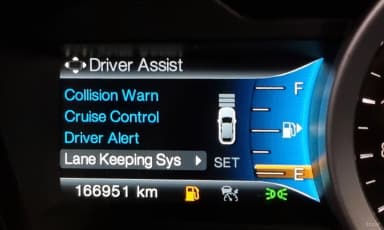 Driver Assist
F
Collision Warn
Cruise Control
Driver Alert
Lane Keeping Sys SET
E
166951 km